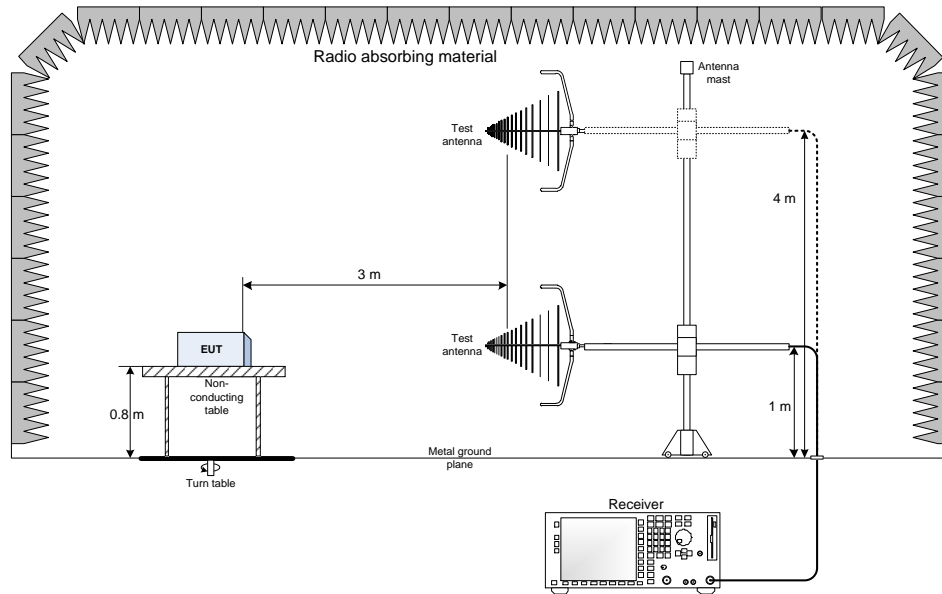 Radio absorbing material
Antenna
mast
Test
antenna
4 m
3 m
Test
antenna
EUT
Non-
conducting
table
0.8 m
1 m
Metal ground
plane
Turn table
Receiver